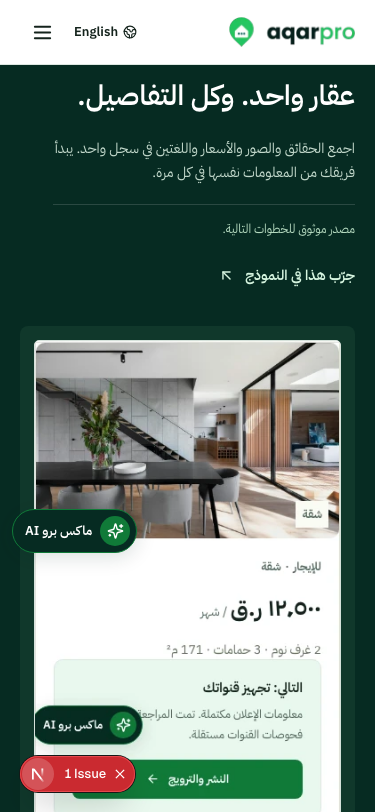 English
aqarpro
عقار واحد. وكل التفاصيل.
اجمع الحقائق والصور والأسعار واللغتين في سجل واحد. يبدأ
فريقك من المعلومات نفسها في كل مرة.
مصدر موثوق للخطوات التالية.
جرّب هذا في النموذج
شقة
ماكس برو AI
للإيجار · شقة
١٢,٥٠٠ ر.ق / شهر
2 غرف نوم · 3 حمامات · 171 م²
التالي: تجهيز قنواتك
معلومات الإعلان مكتملة. تمت المراجعة
فحوصات القنوات مستقلة.
ماكس برو AI
النشر والترويج
N 1 Issue